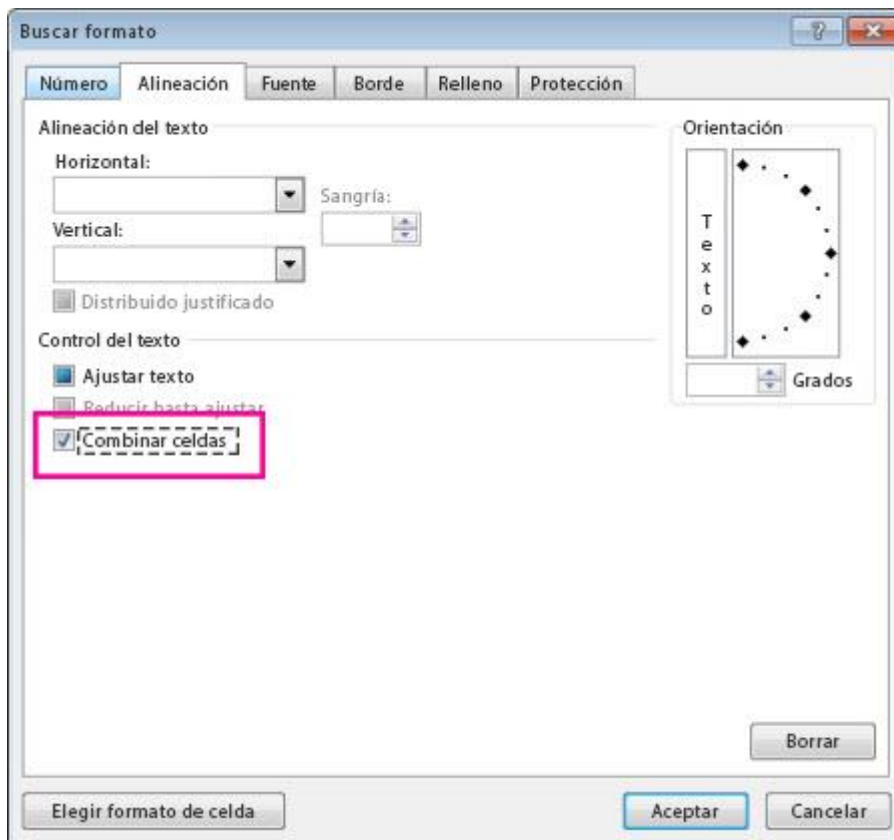 Buscar formato
Número Alineación Fuente Borde Relleno Protección
Alineación del texto
Horizontal:
Sangría:
Vertical:
Distribuido justificado
Control del texto
Ajustar texto
Reducir hasta ajustar
Combinar celdas
Orientación
Texto
Grados
Borrar
Elegir formato de celda Aceptar Cancelar